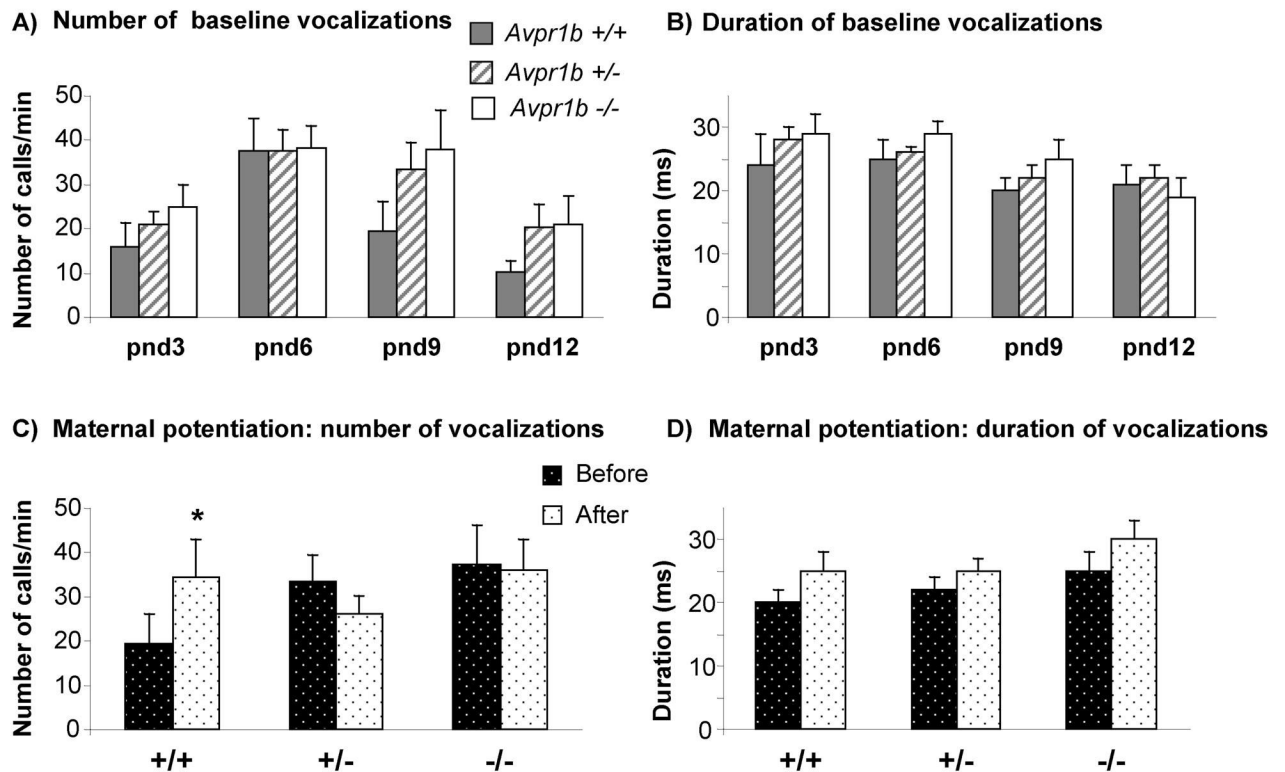 A) Number of baseline vocalizations
Avpr1b +/+
Avpr1b +/-
Avpr1b -/-
Number of calls/min
50
40
30
20
10
0
pnd3 pnd6 pnd9 pnd12
B) Duration of baseline vocalizations
Duration (ms)
30
20
10
0
pnd3 pnd6 pnd9 pnd12
C) Maternal potentiation: number of vocalizations
Before
After
Number of calls/min
50
40
30
20
10
0
*
+/+ +/- -/-
D) Maternal potentiation: duration of vocalizations
Duration (ms)
30
20
10
0
+/+ +/- -/-